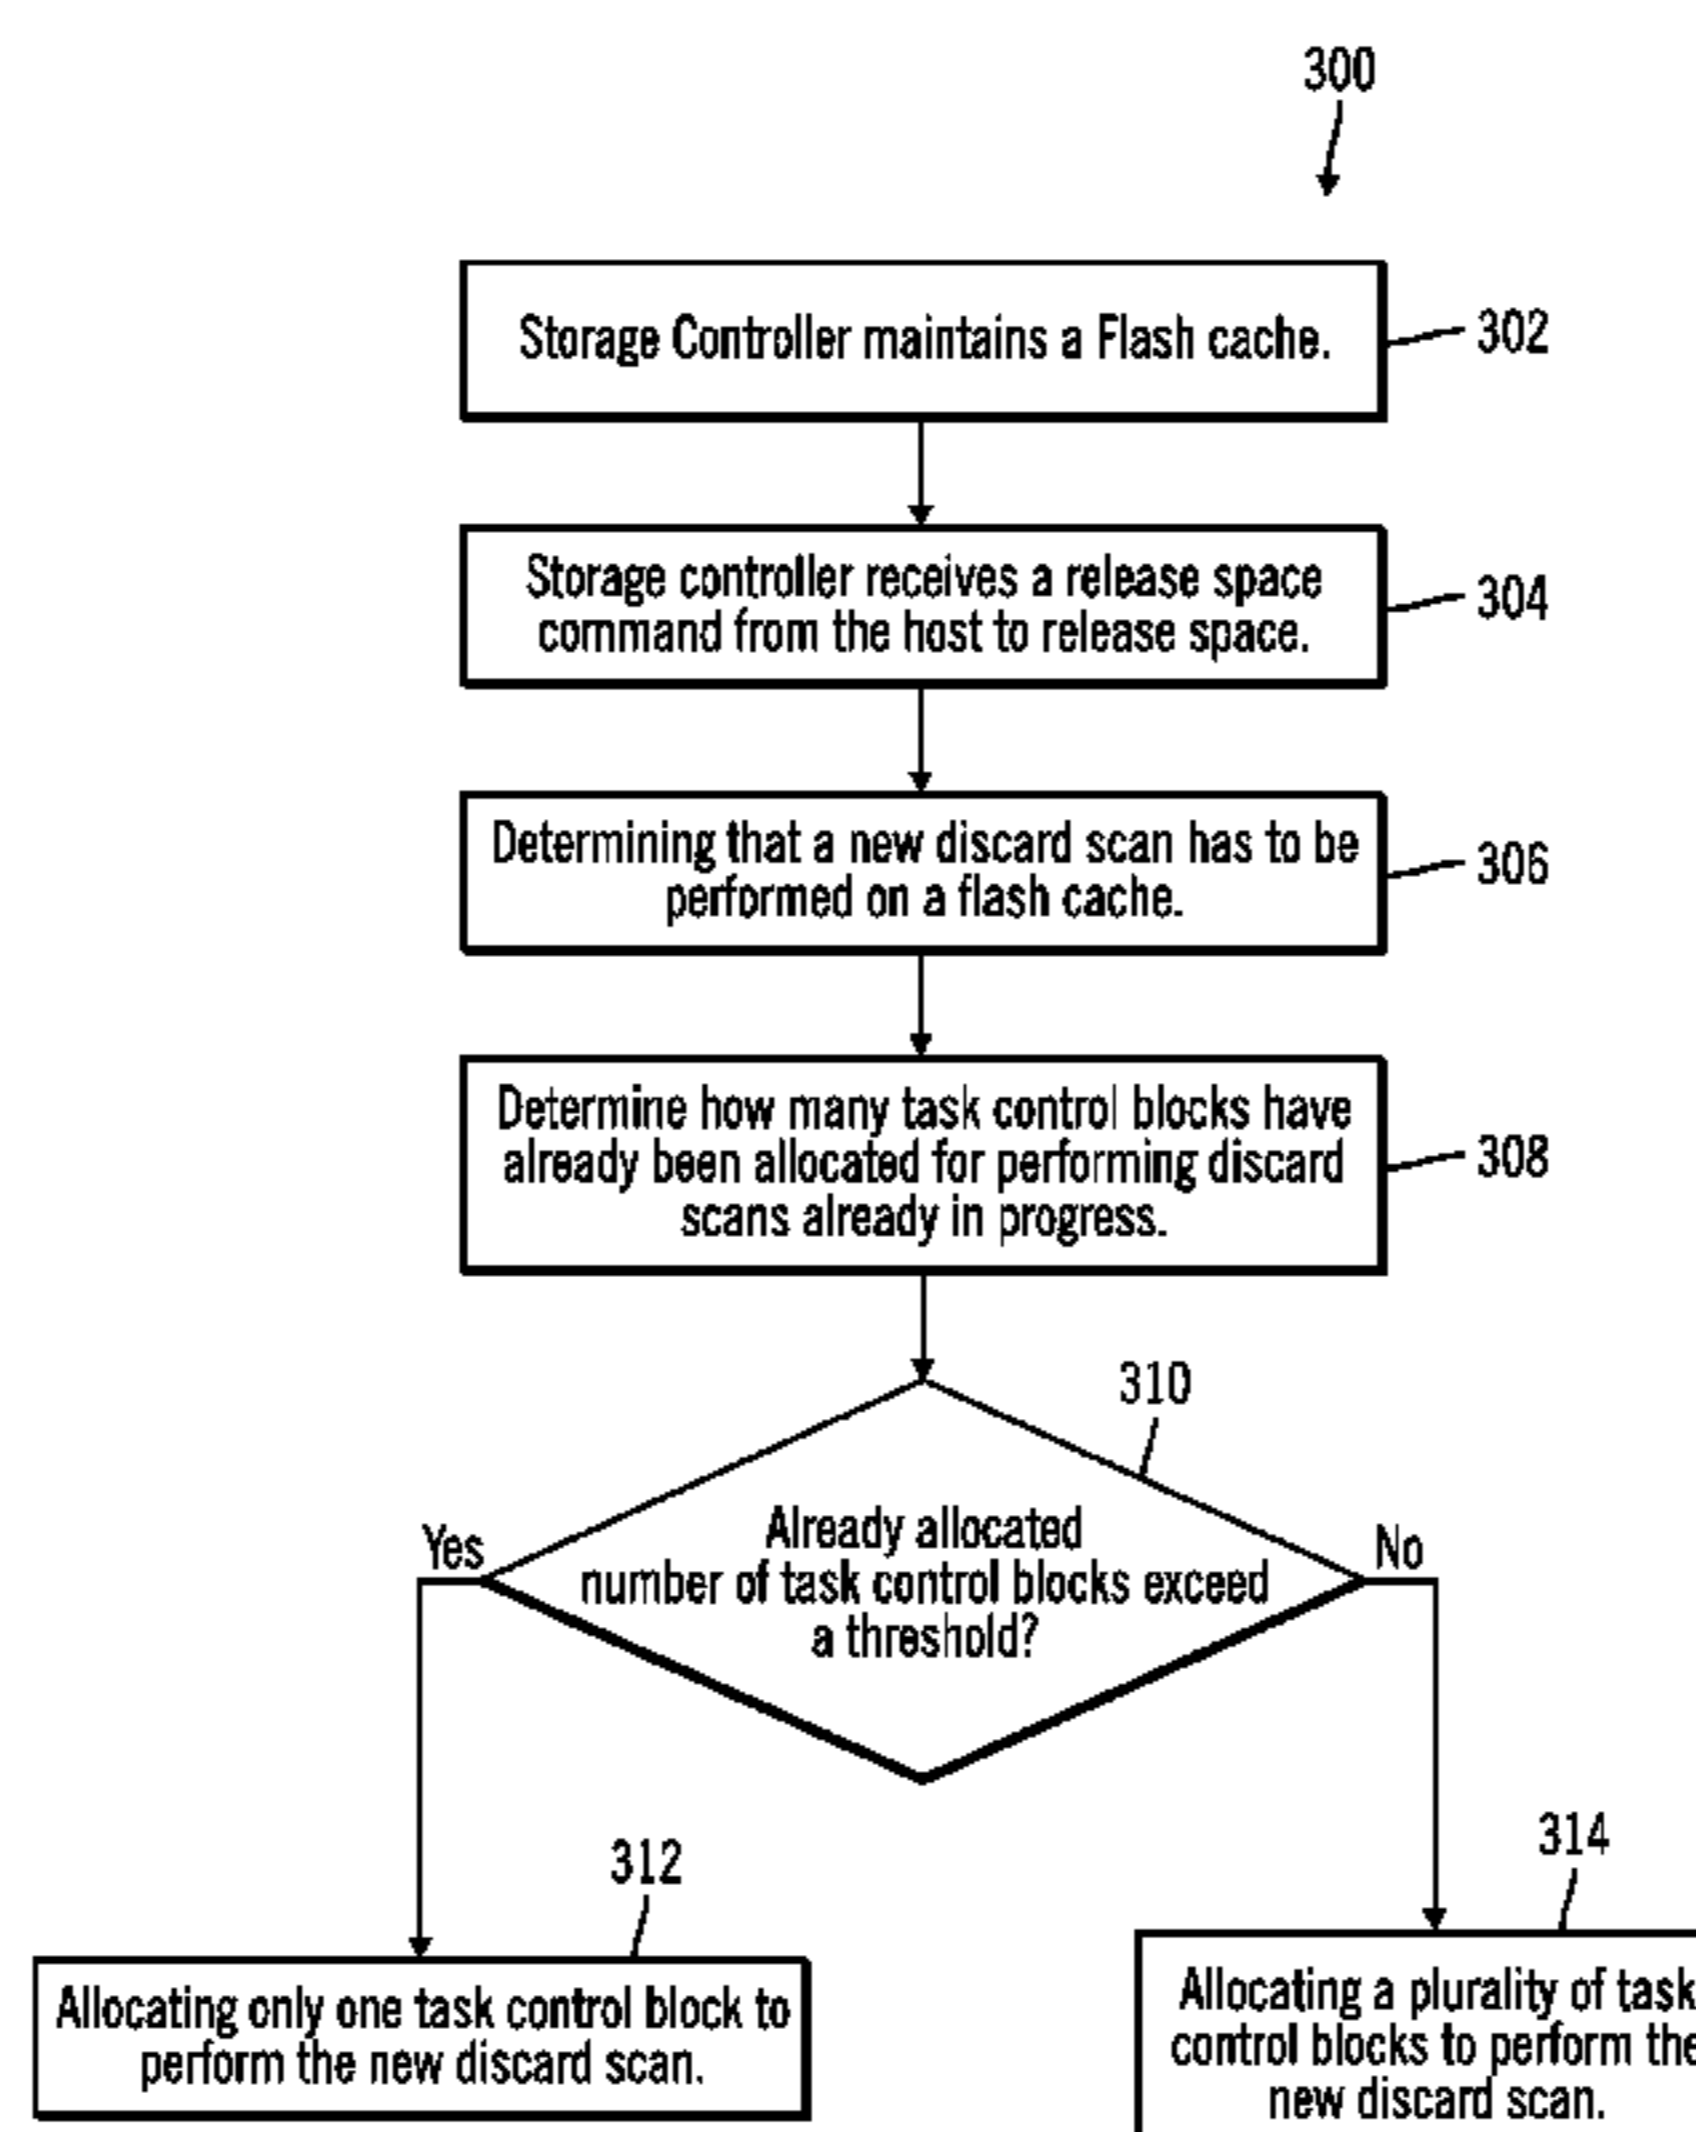 300
Storage Controller maintains a Flash cache.
302
Storage controller receives a release space
command from the host to release space.
304
Determining that a new discard scan has to be
performed on a flash cache.
306
Determine how many task control blocks have
already been allocated for performing discard
scans already in progress.
308
310
Already allocated
number of task control blocks exceed
a threshold?
Yes
No
312
Allocating only one task control block to
perform the new discard scan.
314
Allocating a plurality of task
control blocks to perform the
new discard scan.